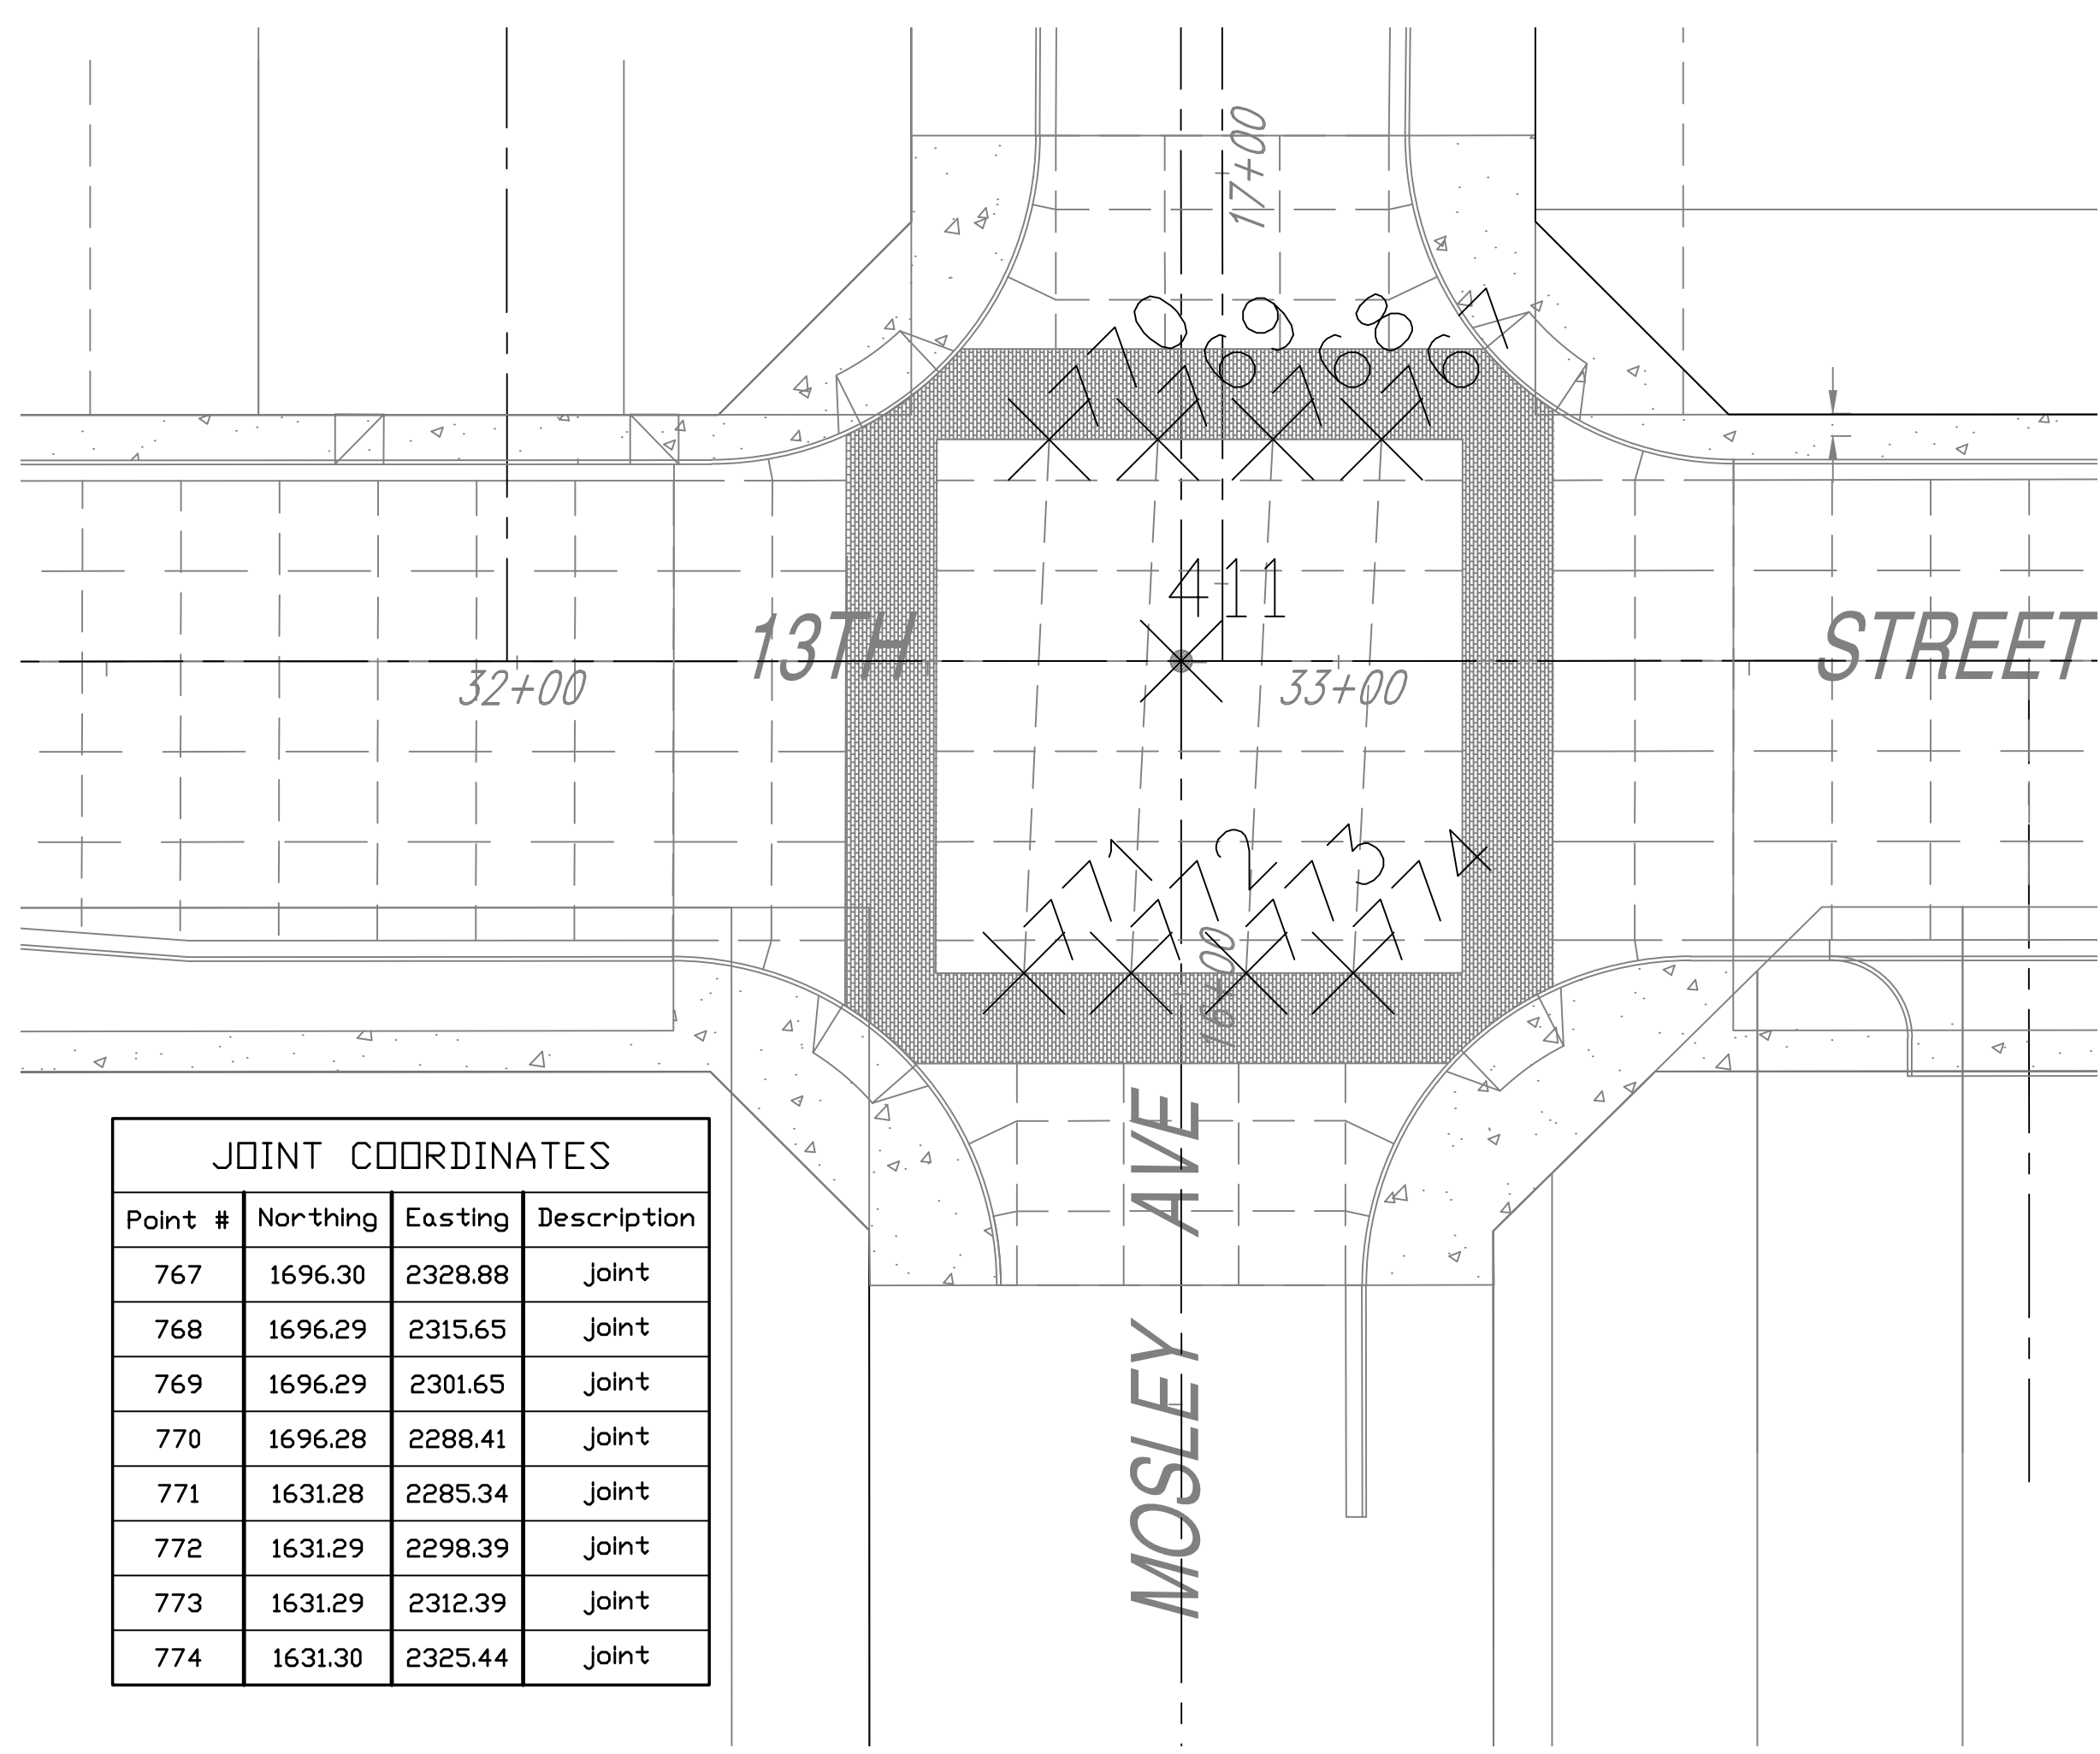 17+00
770
769
768
767
411
13TH
STREET
32+00
33+00
771
772
773
774
16+00
MOSLEY AVE
JOINT COORDINATES
Point # Northing Easting Description
767 1696.30 2328.88 joint
768 1696.29 2315.65 joint
769 1696.29 2301.65 joint
770 1696.28 2288.41 joint
771 1631.28 2285.34 joint
772 1631.29 2298.39 joint
773 1631.29 2312.39 joint
774 1631.30 2325.44 joint